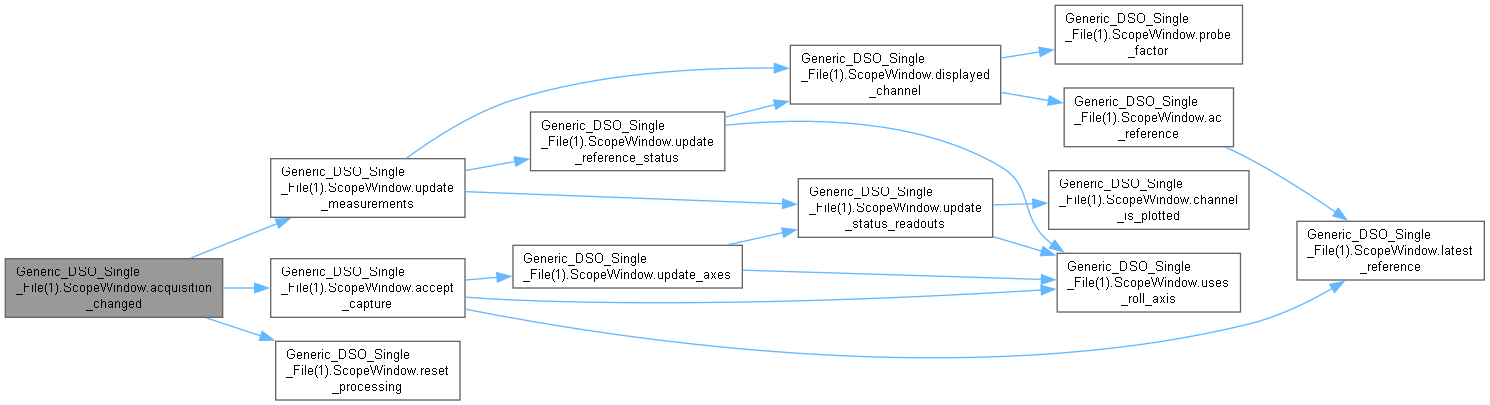 Generic_DSO_Single
_File(1).ScopeWindow.acquisition
_changed
Generic_DSO_Single
_File(1).ScopeWindow.update
_measurements
Generic_DSO_Single
_File(1).ScopeWindow.accept
_capture
Generic_DSO_Single
_File(1).ScopeWindow.reset
_processing
Generic_DSO_Single
_File(1).ScopeWindow.update
_reference_status
Generic_DSO_Single
_File(1).ScopeWindow.update_axes
Generic_DSO_Single
_File(1).ScopeWindow.displayed
_channel
Generic_DSO_Single
_File(1).ScopeWindow.update
_status_readouts
Generic_DSO_Single
_File(1).ScopeWindow.probe
_factor
Generic_DSO_Single
_File(1).ScopeWindow.ac
_reference
Generic_DSO_Single
_File(1).ScopeWindow.channel
_is_plotted
Generic_DSO_Single
_File(1).ScopeWindow.uses
_roll_axis
Generic_DSO_Single
_File(1).ScopeWindow.latest
_reference